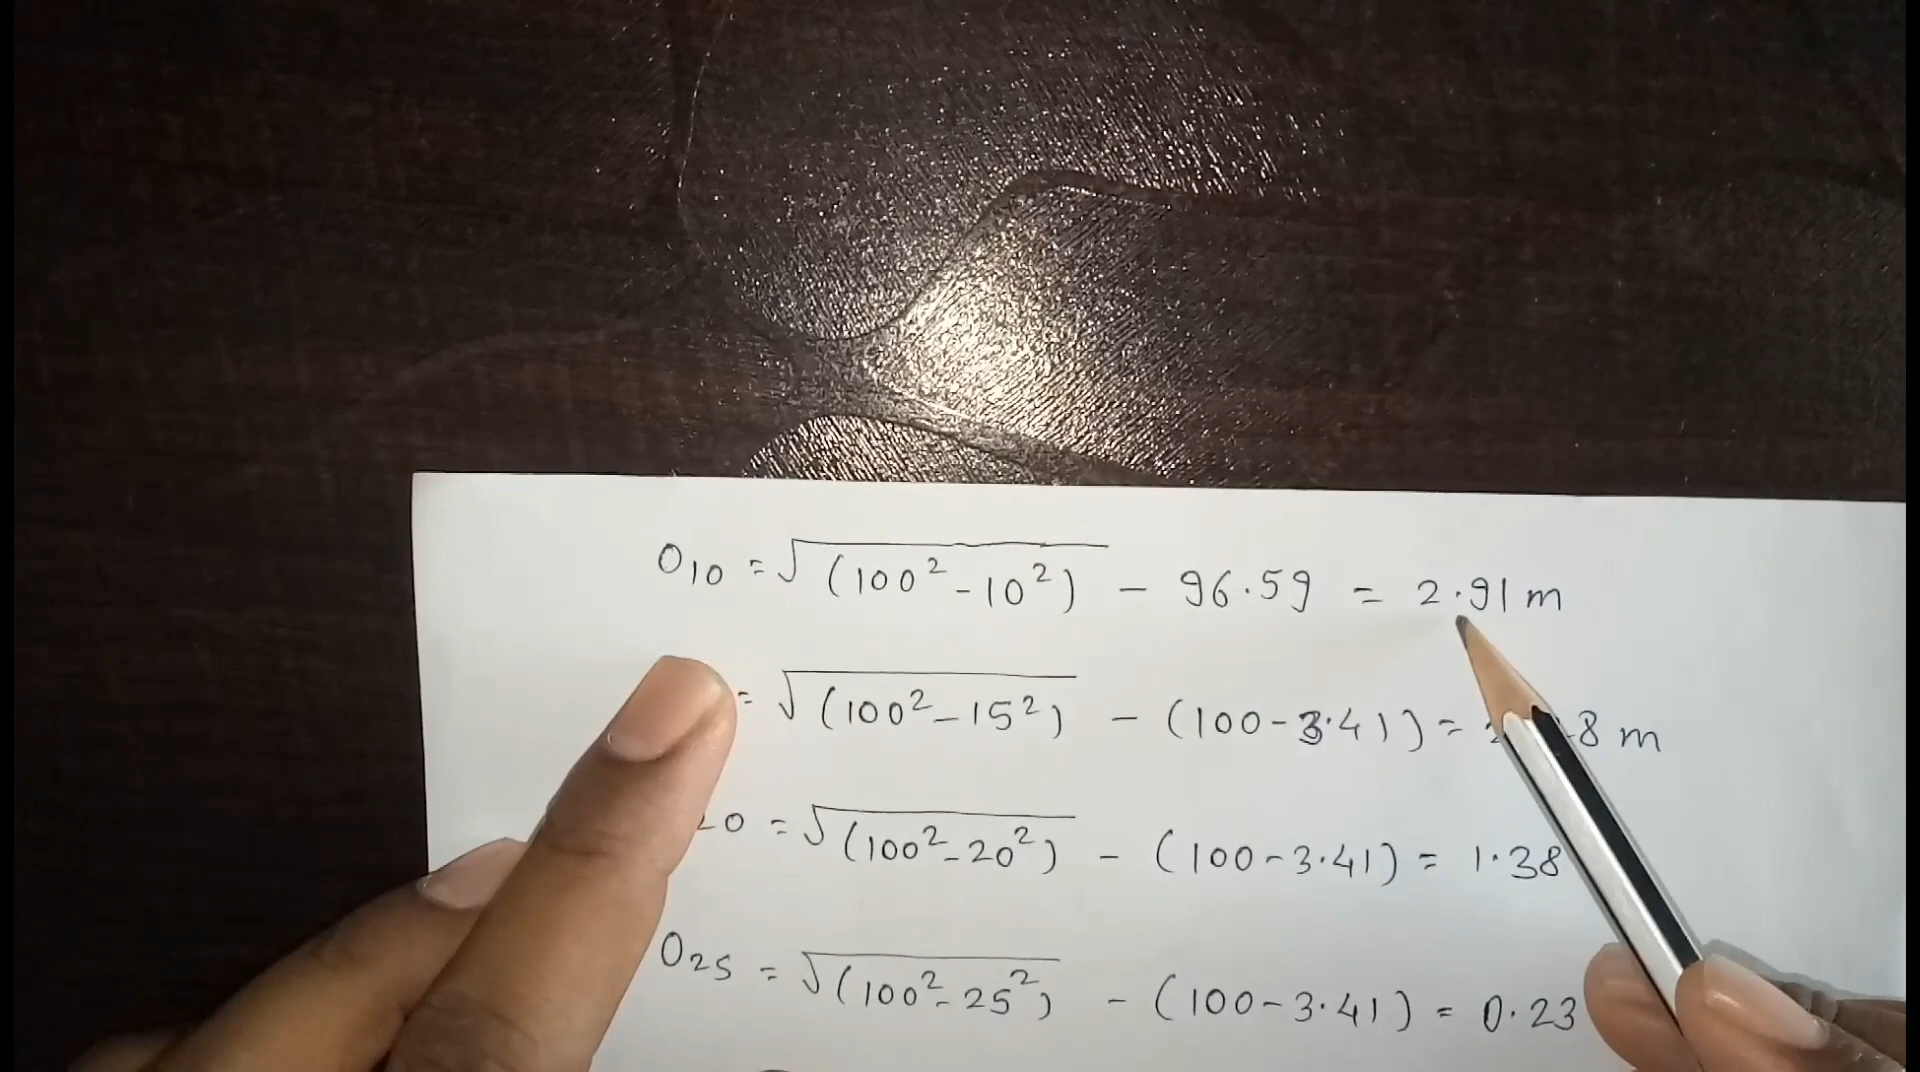 O10 = √(100² - 10²) - 96.59 = 2.91 m
= √(100² - 15²) - (100 - 3.41) = 8 m
20 = √(100² - 20²) - (100 - 3.41) = 1.38
O25 = √(100² - 25²) - (100 - 3.41) = 0.23